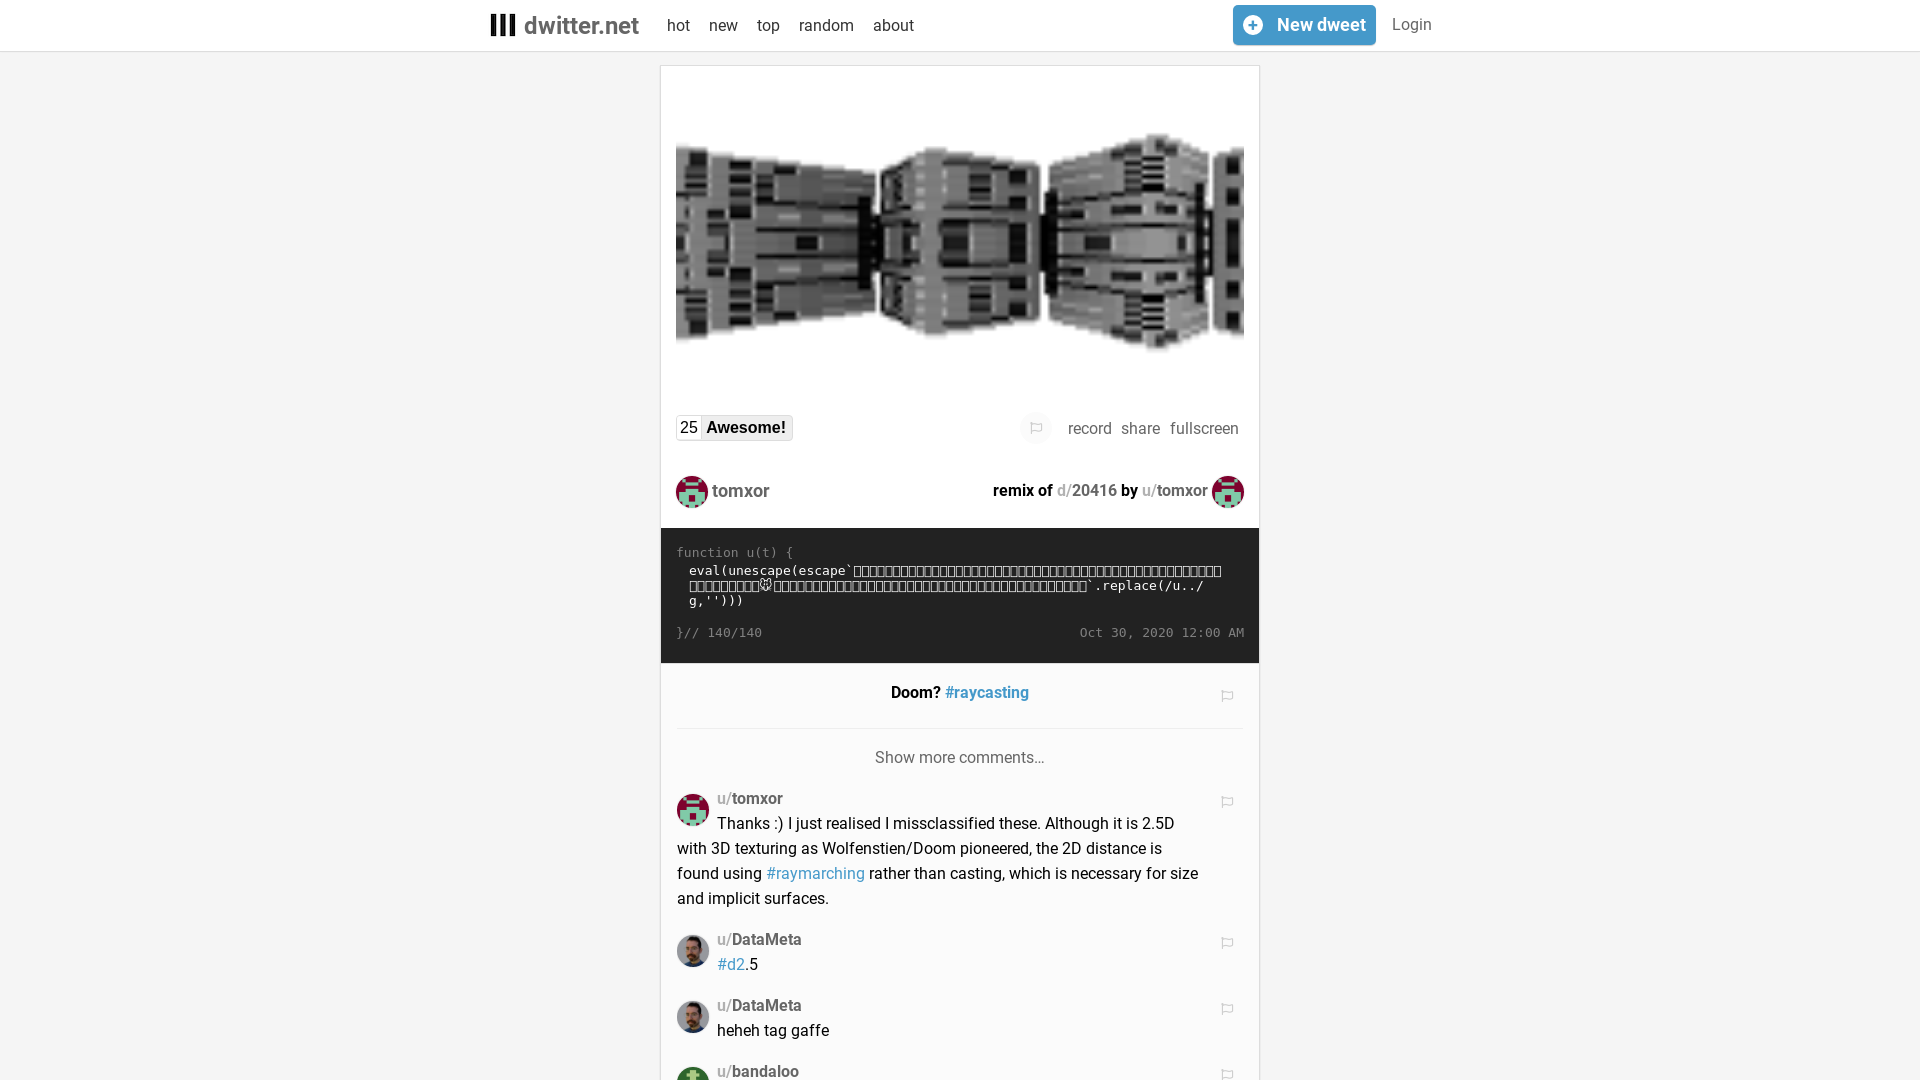 dwitter.net hot new top random about New dweet Login
25 Awesome! record share fullscreen
tomxor remix of d/20416 by u/tomxor
function u(t) {
eval(unescape(escape`
`.replace(/u../
g,'')))
}// 140/140 Oct 30, 2020 12:00 AM
Doom? #raycasting
Show more comments…
u/tomxor
Thanks :) I just realised I missclassified these. Although it is 2.5D
with 3D texturing as Wolfenstien/Doom pioneered, the 2D distance is
found using #raymarching rather than casting, which is necessary for size
and implicit surfaces.
u/DataMeta
#d2.5
u/DataMeta
heheh tag gaffe
u/bandaloo